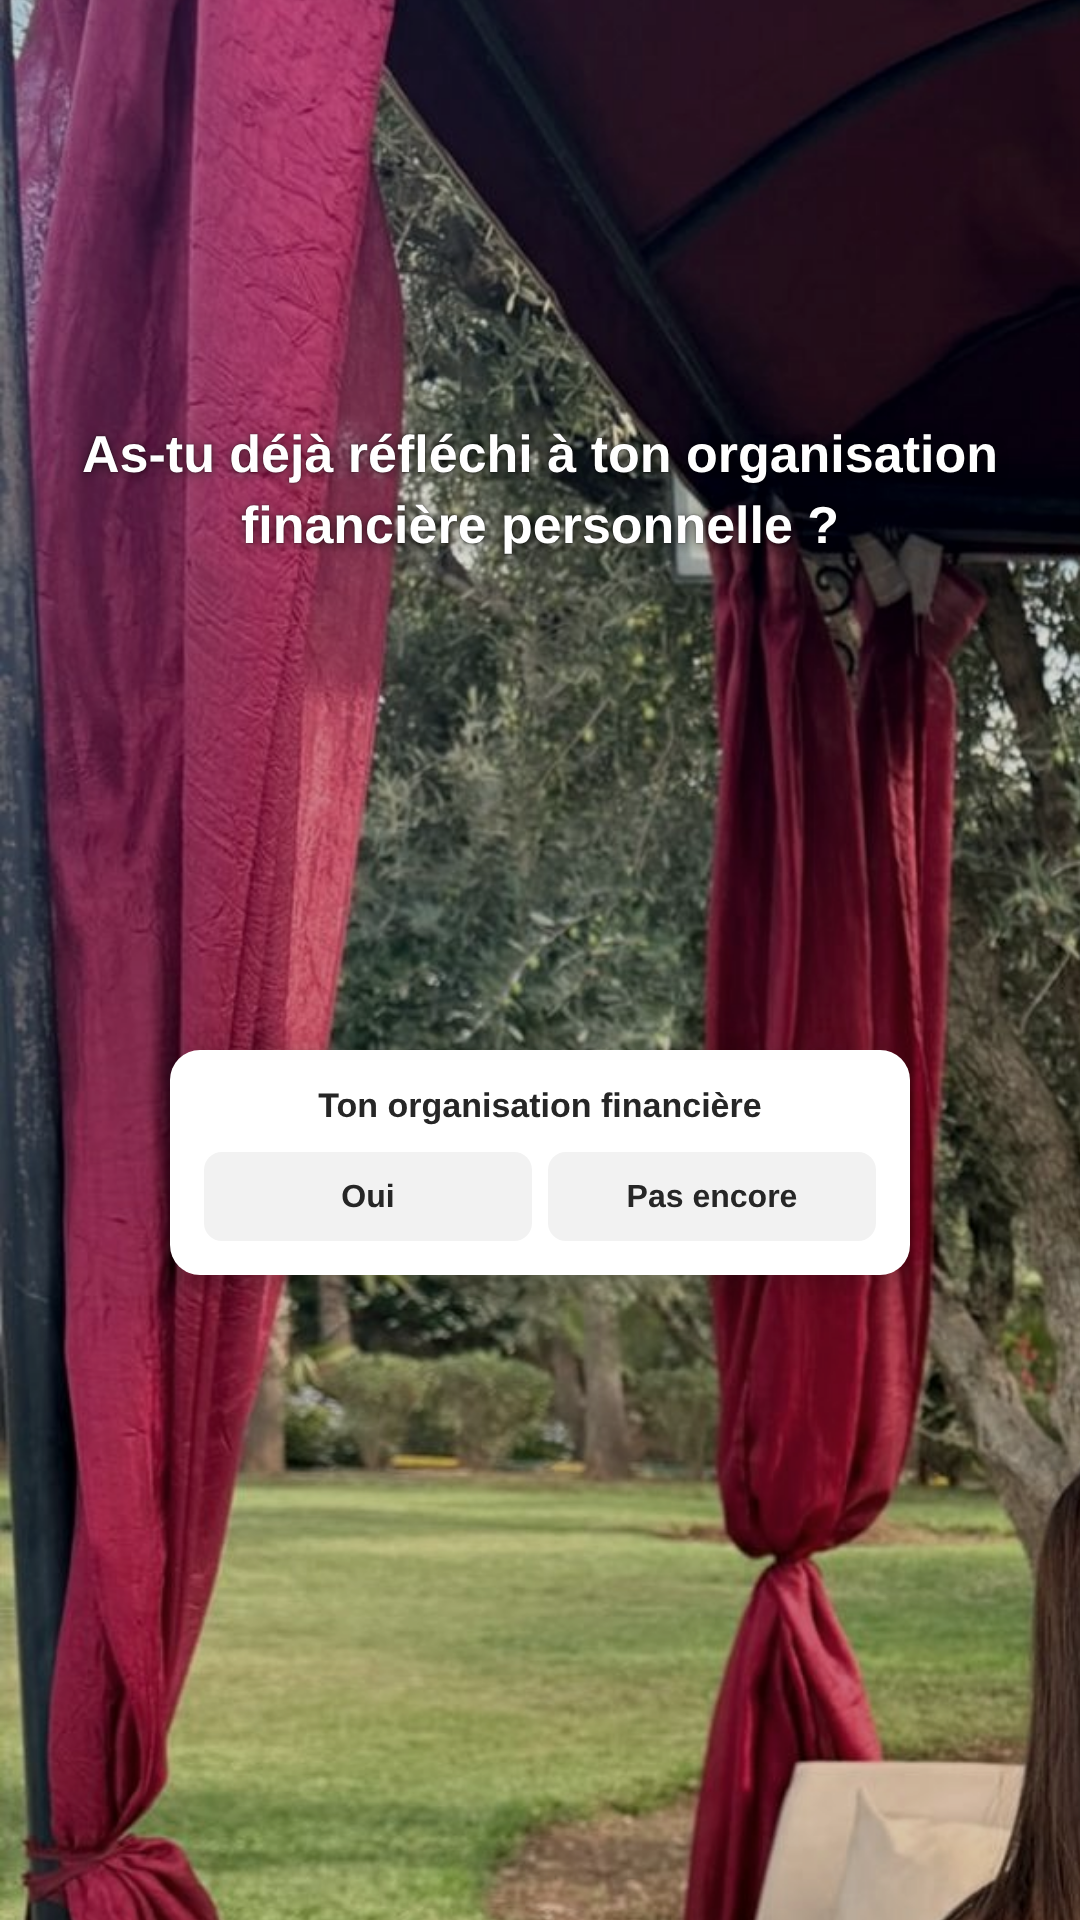 As-tu déjà réfléchi à ton organisation
financière personnelle ?
Ton organisation financière
Oui
Pas encore